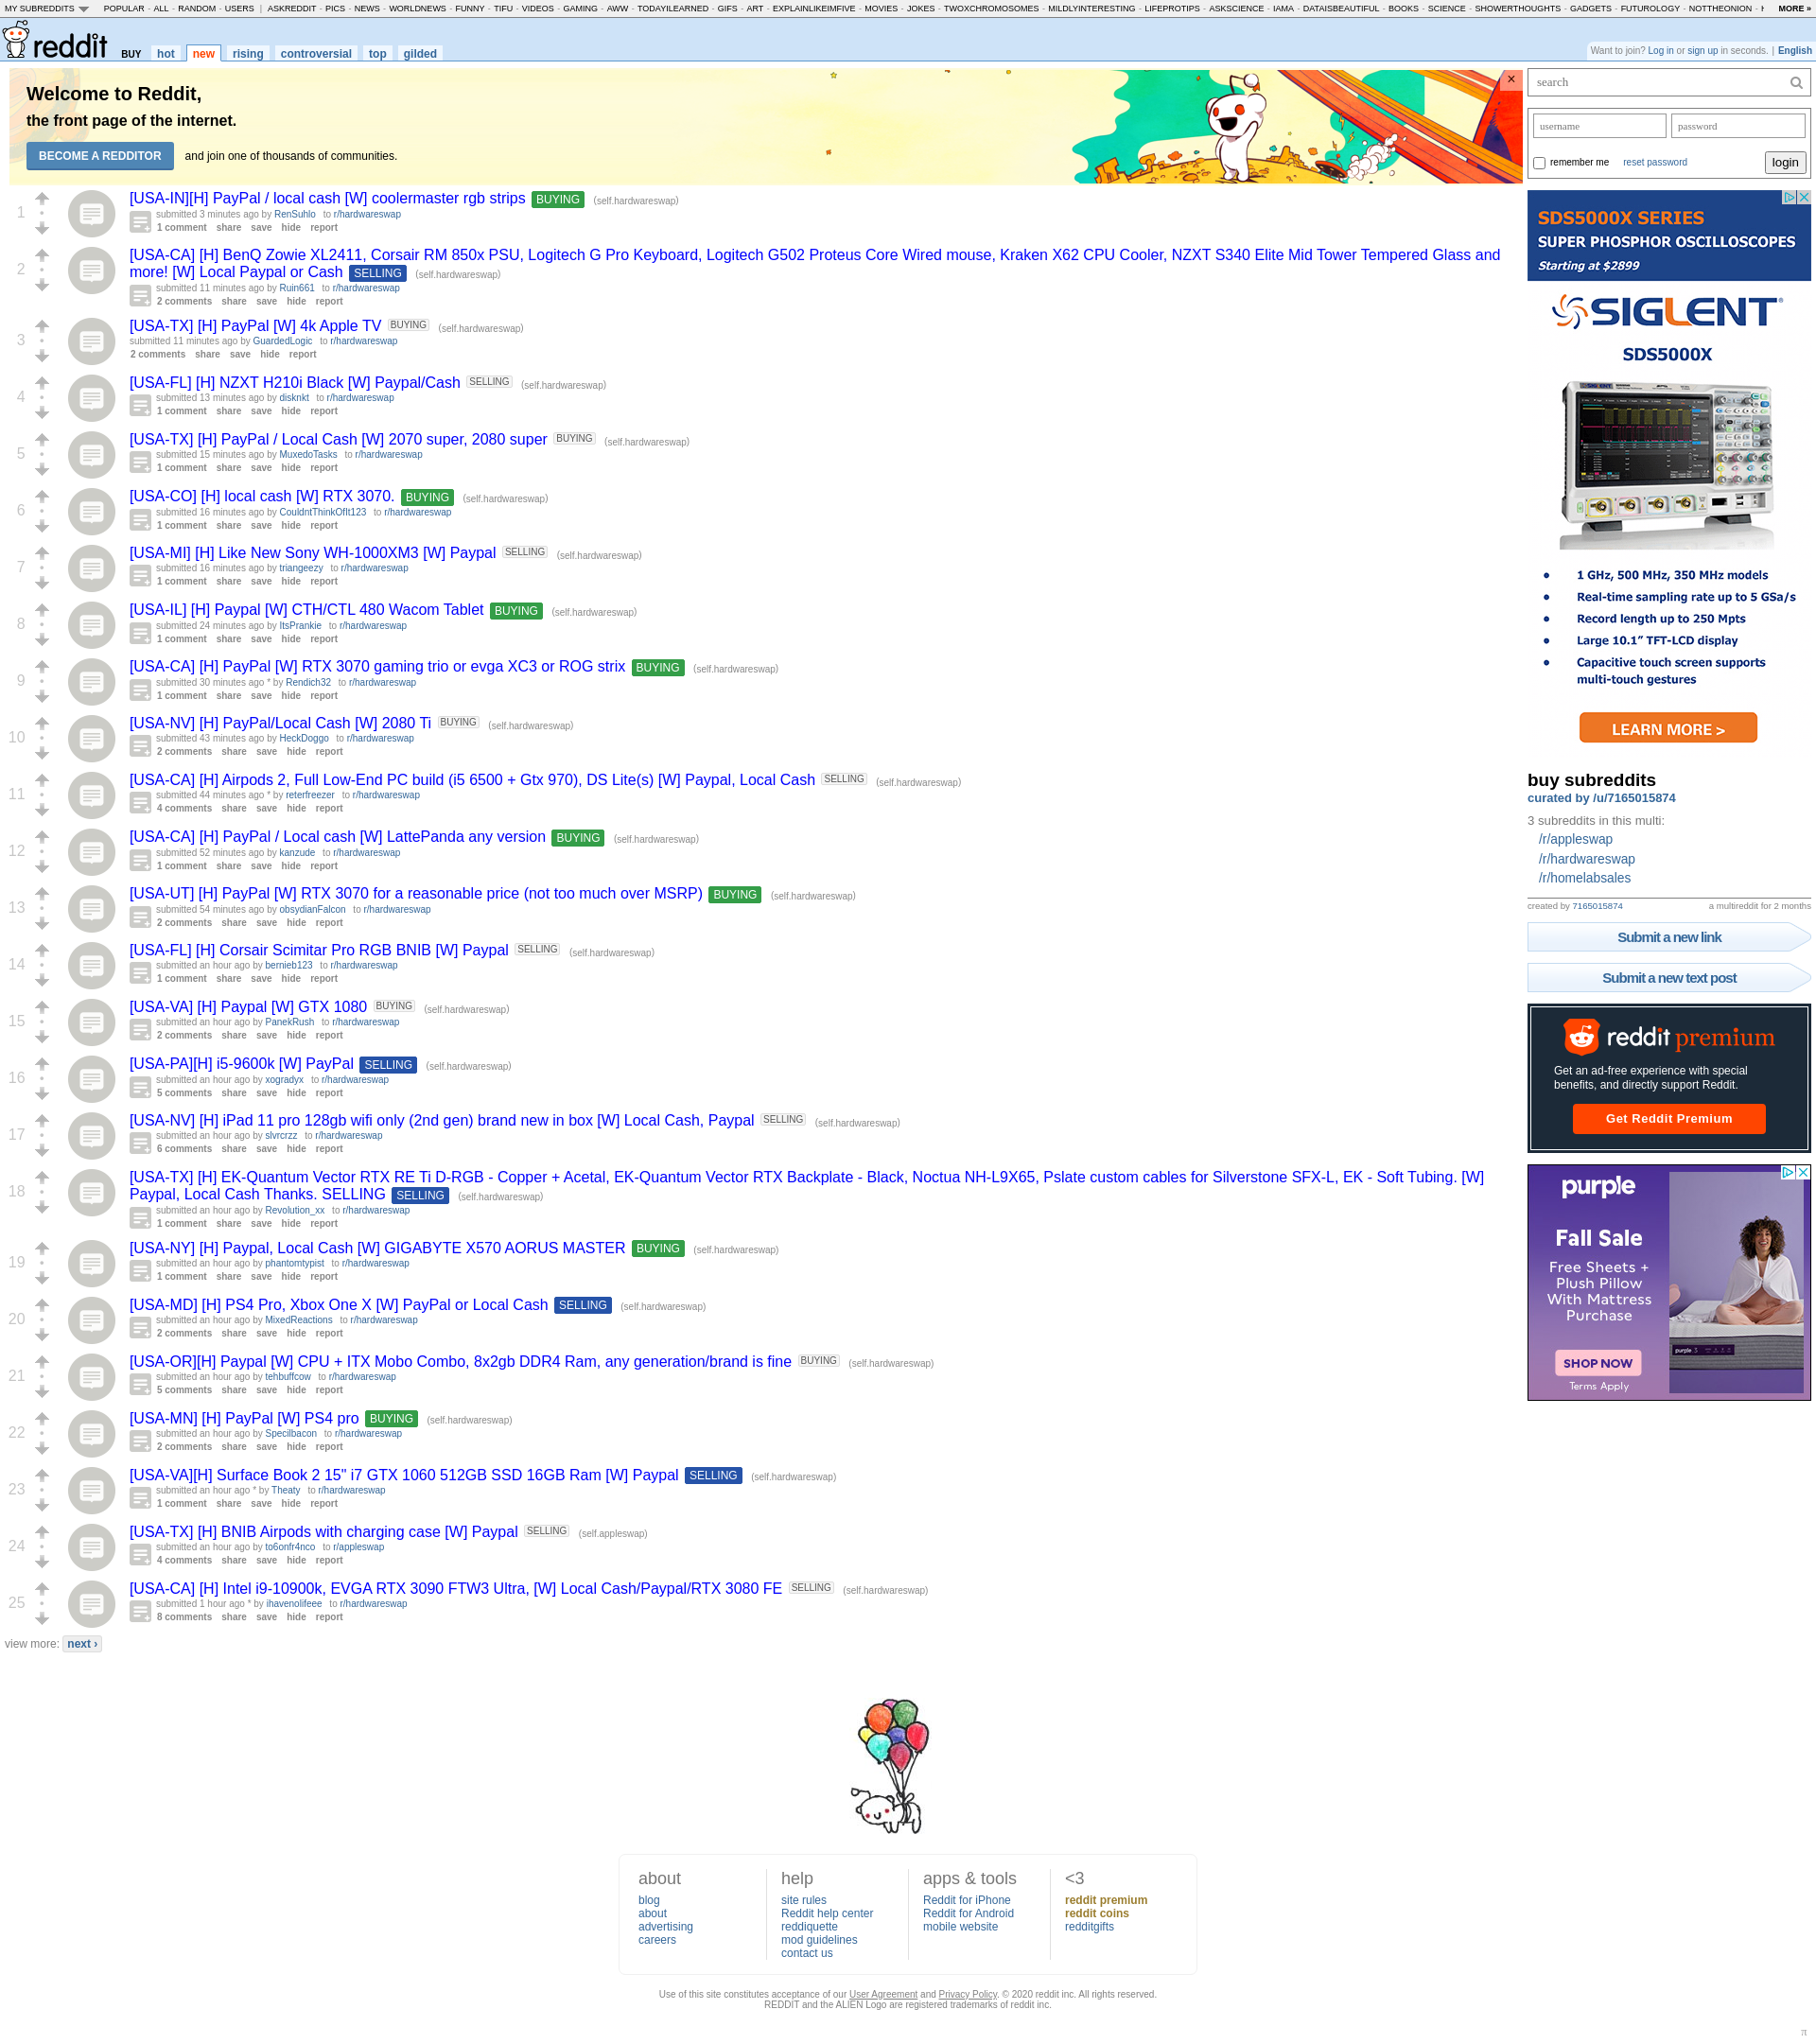 MY SUBREDDITS POPULAR - ALL - RANDOM - USERS | ASKREDDIT - PICS - NEWS - WORLDNEWS - FUNNY - TIFU - VIDEOS - GAMING - AWW - TODAYILEARNED - GIFS - ART - EXPLAINLIKEIMFIVE - MOVIES - JOKES - TWOXCHROMOSOMES - MILDLYINTERESTING - LIFEPROTIPS - ASKSCIENCE - IAMA - DATAISBEAUTIFUL - BOOKS - SCIENCE - SHOWERTHOUGHTS - GADGETS - FUTUROLOGY - NOTTHEONION - MORE »
reddit BUY hot new rising controversial top gilded
Want to join? Log in or sign up in seconds. | English
Welcome to Reddit,
the front page of the internet.
BECOME A REDDITOR and join one of thousands of communities.
×
1
[USA-IN][H] PayPal / local cash [W] coolermaster rgb strips BUYING (self.hardwareswap)
submitted 3 minutes ago by RenSuhlo to r/hardwareswap
1 comment share save hide report
2
[USA-CA] [H] BenQ Zowie XL2411, Corsair RM 850x PSU, Logitech G Pro Keyboard, Logitech G502 Proteus Core Wired mouse, Kraken X62 CPU Cooler, NZXT S340 Elite Mid Tower Tempered Glass and
more! [W] Local Paypal or Cash SELLING (self.hardwareswap)
submitted 11 minutes ago by Ruin661 to r/hardwareswap
2 comments share save hide report
3
[USA-TX] [H] PayPal [W] 4k Apple TV BUYING (self.hardwareswap)
submitted 11 minutes ago by GuardedLogic to r/hardwareswap
2 comments share save hide report
4
[USA-FL] [H] NZXT H210i Black [W] Paypal/Cash SELLING (self.hardwareswap)
submitted 13 minutes ago by disknkt to r/hardwareswap
1 comment share save hide report
5
[USA-TX] [H] PayPal / Local Cash [W] 2070 super, 2080 super BUYING (self.hardwareswap)
submitted 15 minutes ago by MuxedoTasks to r/hardwareswap
1 comment share save hide report
6
[USA-CO] [H] local cash [W] RTX 3070. BUYING (self.hardwareswap)
submitted 16 minutes ago by CouldntThinkOfIt123 to r/hardwareswap
1 comment share save hide report
7
[USA-MI] [H] Like New Sony WH-1000XM3 [W] Paypal SELLING (self.hardwareswap)
submitted 16 minutes ago by triangeezy to r/hardwareswap
1 comment share save hide report
8
[USA-IL] [H] Paypal [W] CTH/CTL 480 Wacom Tablet BUYING (self.hardwareswap)
submitted 24 minutes ago by ItsPrankie to r/hardwareswap
1 comment share save hide report
9
[USA-CA] [H] PayPal [W] RTX 3070 gaming trio or evga XC3 or ROG strix BUYING (self.hardwareswap)
submitted 30 minutes ago * by Rendich32 to r/hardwareswap
1 comment share save hide report
10
[USA-NV] [H] PayPal/Local Cash [W] 2080 Ti BUYING (self.hardwareswap)
submitted 43 minutes ago by HeckDoggo to r/hardwareswap
2 comments share save hide report
11
[USA-CA] [H] Airpods 2, Full Low-End PC build (i5 6500 + Gtx 970), DS Lite(s) [W] Paypal, Local Cash SELLING (self.hardwareswap)
submitted 44 minutes ago * by reterfreezer to r/hardwareswap
4 comments share save hide report
12
[USA-CA] [H] PayPal / Local cash [W] LattePanda any version BUYING (self.hardwareswap)
submitted 52 minutes ago by kanzude to r/hardwareswap
1 comment share save hide report
13
[USA-UT] [H] PayPal [W] RTX 3070 for a reasonable price (not too much over MSRP) BUYING (self.hardwareswap)
submitted 54 minutes ago by obsydianFalcon to r/hardwareswap
2 comments share save hide report
14
[USA-FL] [H] Corsair Scimitar Pro RGB BNIB [W] Paypal SELLING (self.hardwareswap)
submitted an hour ago by bernieb123 to r/hardwareswap
1 comment share save hide report
15
[USA-VA] [H] Paypal [W] GTX 1080 BUYING (self.hardwareswap)
submitted an hour ago by PanekRush to r/hardwareswap
2 comments share save hide report
16
[USA-PA][H] i5-9600k [W] PayPal SELLING (self.hardwareswap)
submitted an hour ago by xogradyx to r/hardwareswap
5 comments share save hide report
17
[USA-NV] [H] iPad 11 pro 128gb wifi only (2nd gen) brand new in box [W] Local Cash, Paypal SELLING (self.hardwareswap)
submitted an hour ago by slvrcrzz to r/hardwareswap
6 comments share save hide report
18
[USA-TX] [H] EK-Quantum Vector RTX RE Ti D-RGB - Copper + Acetal, EK-Quantum Vector RTX Backplate - Black, Noctua NH-L9X65, Pslate custom cables for Silverstone SFX-L, EK - Soft Tubing. [W]
Paypal, Local Cash Thanks. SELLING SELLING (self.hardwareswap)
submitted an hour ago by Revolution_xx to r/hardwareswap
1 comment share save hide report
19
[USA-NY] [H] Paypal, Local Cash [W] GIGABYTE X570 AORUS MASTER BUYING (self.hardwareswap)
submitted an hour ago by phantomtypist to r/hardwareswap
1 comment share save hide report
20
[USA-MD] [H] PS4 Pro, Xbox One X [W] PayPal or Local Cash SELLING (self.hardwareswap)
submitted an hour ago by MixedReactions to r/hardwareswap
2 comments share save hide report
21
[USA-OR][H] Paypal [W] CPU + ITX Mobo Combo, 8x2gb DDR4 Ram, any generation/brand is fine BUYING (self.hardwareswap)
submitted an hour ago by tehbuffcow to r/hardwareswap
5 comments share save hide report
22
[USA-MN] [H] PayPal [W] PS4 pro BUYING (self.hardwareswap)
submitted an hour ago by Specilbacon to r/hardwareswap
2 comments share save hide report
23
[USA-VA][H] Surface Book 2 15" i7 GTX 1060 512GB SSD 16GB Ram [W] Paypal SELLING (self.hardwareswap)
submitted an hour ago * by Theaty to r/hardwareswap
1 comment share save hide report
24
[USA-TX] [H] BNIB Airpods with charging case [W] Paypal SELLING (self.appleswap)
submitted an hour ago by to6onfr4nco to r/appleswap
4 comments share save hide report
25
[USA-CA] [H] Intel i9-10900k, EVGA RTX 3090 FTW3 Ultra, [W] Local Cash/Paypal/RTX 3080 FE SELLING (self.hardwareswap)
submitted 1 hour ago * by ihavenolifeee to r/hardwareswap
8 comments share save hide report
view more: next ›
search
username password
remember me reset password login
SDS5000X SERIES
SUPER PHOSPHOR OSCILLOSCOPES
Starting at $2899
SIGLENT
SDS5000X
SIGLENT
• 1 GHz, 500 MHz, 350 MHz models
• Real-time sampling rate up to 5 GSa/s
• Record length up to 250 Mpts
• Large 10.1” TFT-LCD display
• Capacitive touch screen supports
multi-touch gestures
LEARN MORE >
buy subreddits
curated by /u/7165015874
3 subreddits in this multi:
/r/appleswap
/r/hardwareswap
/r/homelabsales
created by 7165015874 a multireddit for 2 months
Submit a new link
Submit a new text post
reddit premium
Get an ad-free experience with special
benefits, and directly support Reddit.
Get Reddit Premium
purple
Fall Sale
Free Sheets +
Plush Pillow
With Mattress
Purchase
SHOP NOW
Terms Apply
purple
about
blog
about
advertising
careers
help
site rules
Reddit help center
reddiquette
mod guidelines
contact us
apps & tools
Reddit for iPhone
Reddit for Android
mobile website
<3
reddit premium
reddit coins
redditgifts
Use of this site constitutes acceptance of our User Agreement and Privacy Policy. © 2020 reddit inc. All rights reserved.
REDDIT and the ALIEN Logo are registered trademarks of reddit inc.
π